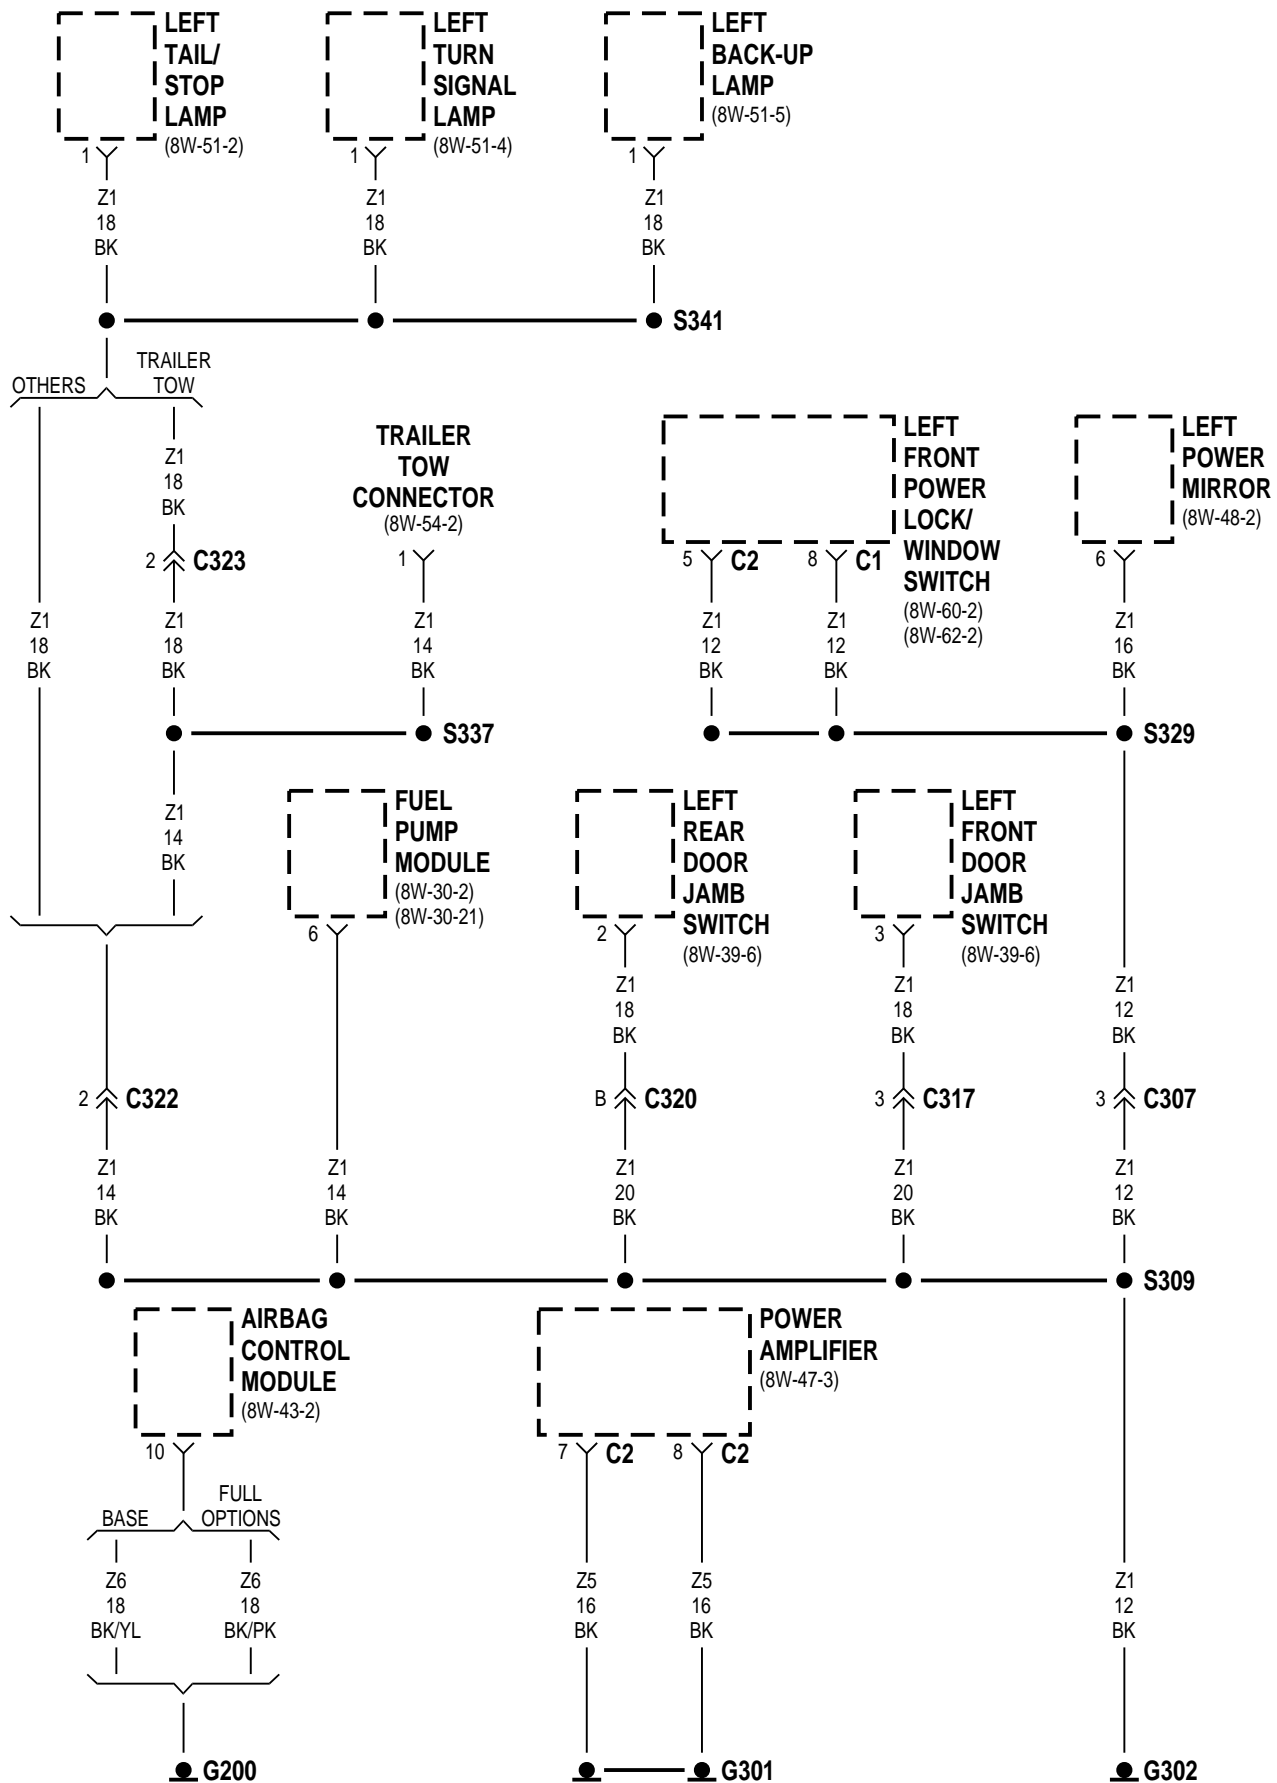 LEFT
TAIL/
STOP
LAMP
(8W-51-2)
1
Z1
18
BK
LEFT
TURN
SIGNAL
LAMP
(8W-51-4)
1
Z1
18
BK
LEFT
BACK-UP
LAMP
(8W-51-5)
1
Z1
18
BK
S341
OTHERS
TRAILER
TOW
Z1
18
BK
2
C323
Z1
18
BK
Z1
18
BK
TRAILER
TOW
CONNECTOR
(8W-54-2)
1
Z1
14
BK
S337
Z1
14
BK
LEFT
FRONT
POWER
LOCK/
WINDOW
SWITCH
(8W-60-2)
(8W-62-2)
5
C2
8
C1
Z1
12
BK
Z1
12
BK
LEFT
POWER
MIRROR
(8W-48-2)
6
Z1
16
BK
S329
FUEL
PUMP
MODULE
(8W-30-2)
(8W-30-21)
6
LEFT
REAR
DOOR
JAMB
SWITCH
(8W-39-6)
2
Z1
18
BK
LEFT
FRONT
DOOR
JAMB
SWITCH
(8W-39-6)
3
Z1
18
BK
Z1
12
BK
2
C322
B
C320
3
C317
3
C307
Z1
14
BK
Z1
14
BK
Z1
20
BK
Z1
20
BK
Z1
12
BK
S309
AIRBAG
CONTROL
MODULE
(8W-43-2)
10
BASE
FULL
OPTIONS
Z6
18
BK/YL
Z6
18
BK/PK
G200
POWER
AMPLIFIER
(8W-47-3)
7
C2
8
C2
Z5
16
BK
Z5
16
BK
G301
Z1
12
BK
G302